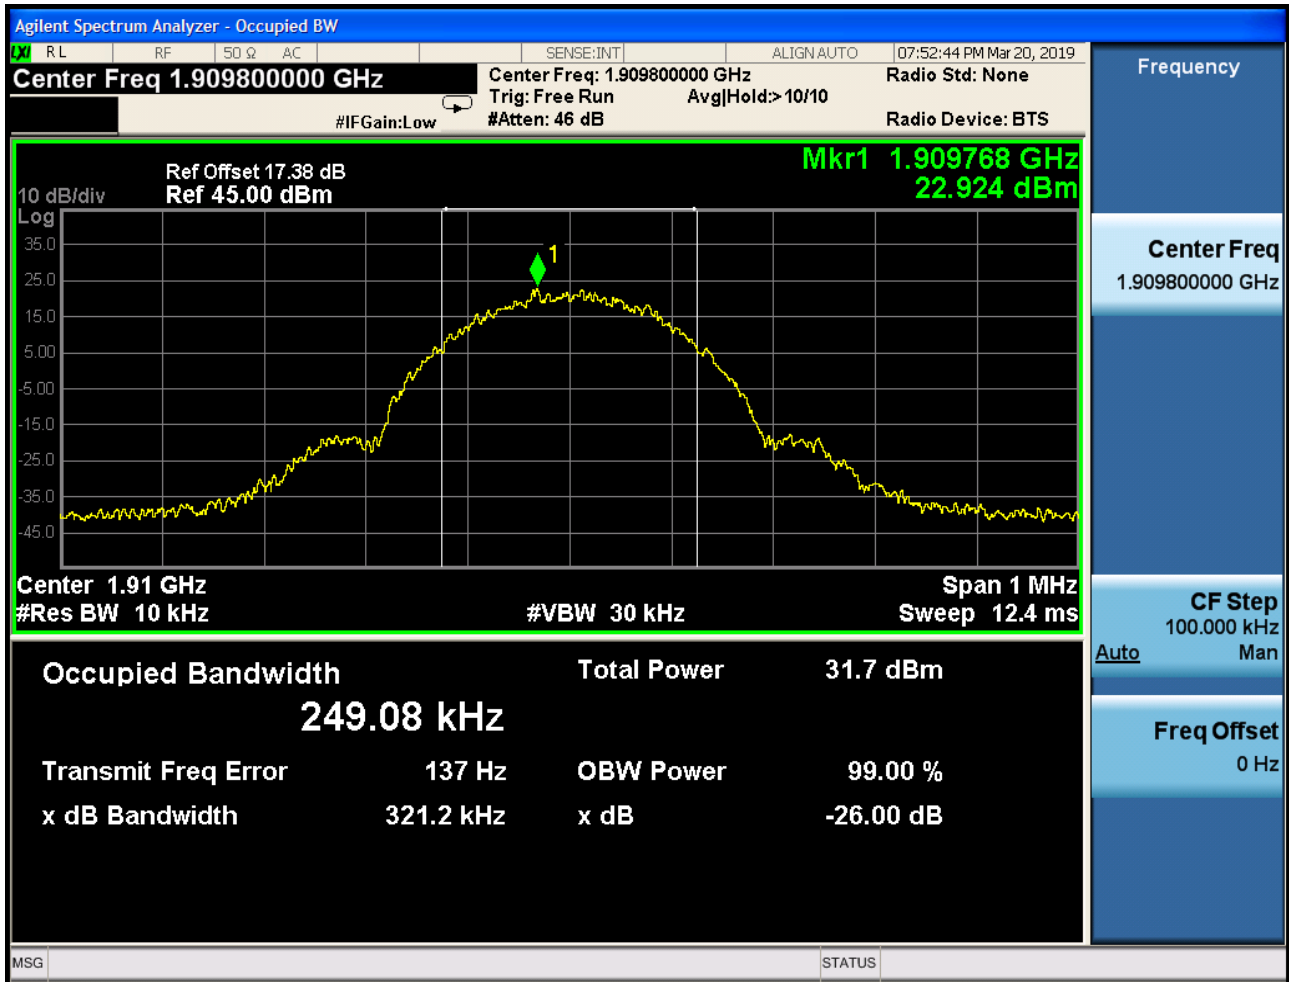 Agilent Spectrum Analyzer - Occupied BW
LXI RL RF 50 Ω AC SENSE:INT ALIGN AUTO 07:52:44 PM Mar 20, 2019
Center Freq 1.909800000 GHz
Center Freq: 1.909800000 GHz
Radio Std: None
Trig: Free Run Avg|Hold:> 10/10
#IFGain:Low
#Atten: 46 dB
Radio Device: BTS
Frequency
Mkr1 1.909768 GHz
22.924 dBm
Ref Offset 17.38 dB
10 dB/div Ref 45.00 dBm
Log
35.0
25.0
15.0
5.00
-5.00
-15.0
-25.0
-35.0
-45.0
1
Center Freq
1.909800000 GHz
Center 1.91 GHz Span 1 MHz
#Res BW 10 kHz #VBW 30 kHz Sweep 12.4 ms
CF Step
100.000 kHz
Auto Man
Occupied Bandwidth Total Power 31.7 dBm
249.08 kHz
Transmit Freq Error 137 Hz OBW Power 99.00 %
x dB Bandwidth 321.2 kHz x dB -26.00 dB
Freq Offset
0 Hz
MSG STATUS